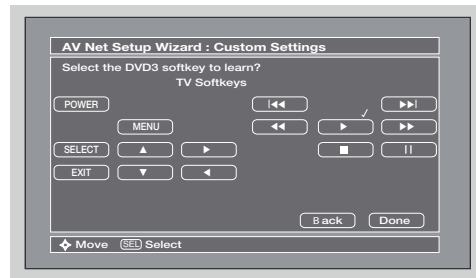 AV Net Setup Wizard : Custom Settings
Select the DVD3 softkey to learn?
TV Softkeys
POWER
MENU
SELECT
EXIT
Back Done
Move SEL Select